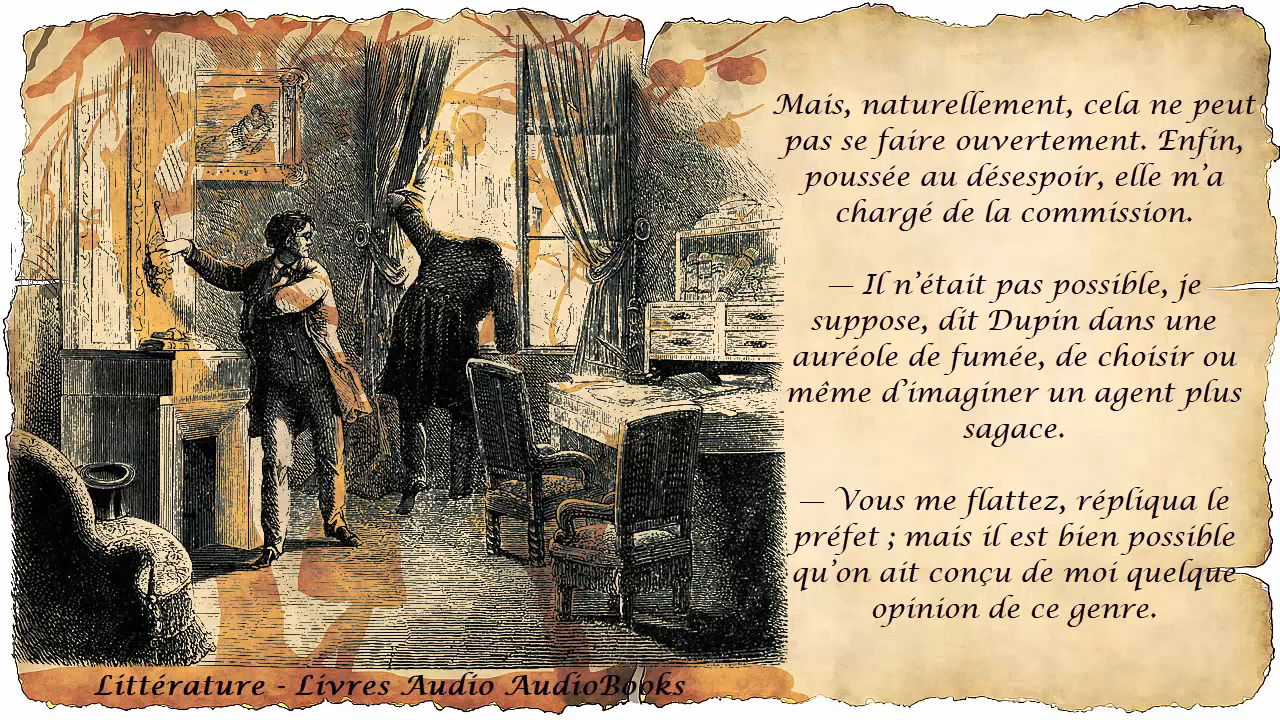 Mais, naturellement, cela ne peut
pas se faire ouvertement. Enfin,
poussée au désespoir, elle m'a
chargé de la commission.
— Il n'était pas possible, je
suppose, dit Dupin dans une
auréole de fumée, de choisir ou
même d'imaginer un agent plus
sagace.
— Vous me flattez, répliqua le
préfet ; mais il est bien possible
qu'on ait conçu de moi quelque
opinion de ce genre.
Littérature - Livres Audio AudioBooks